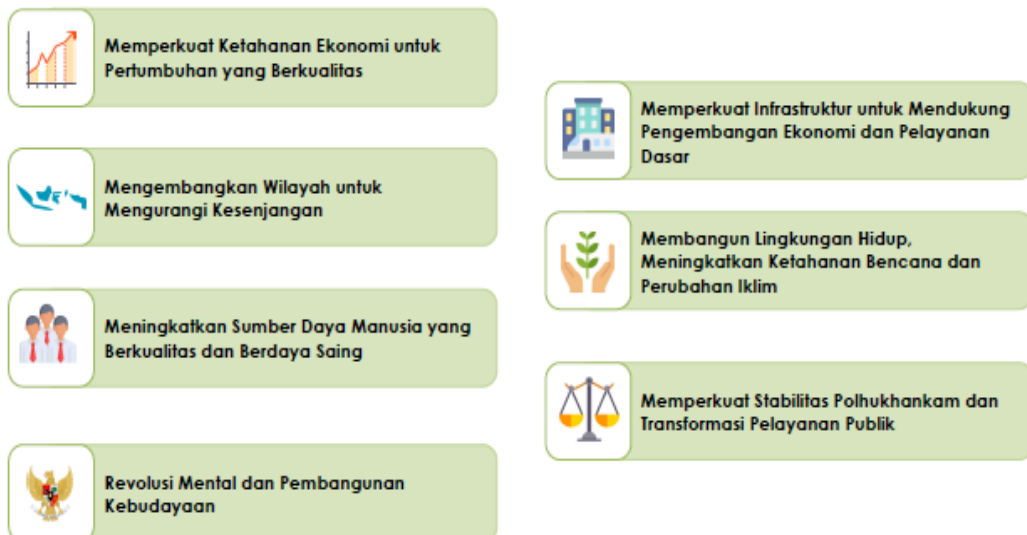 Memperkuat Ketahanan Ekonomi untuk
Pertumbuhan yang Berkualitas
Mengembangkan Wilayah untuk
Mengurangi Kesenjangan
Meningkatkan Sumber Daya Manusia yang
Berkualitas dan Berdaya Saing
Revolusi Mental dan Pembangunan
Kebudayaan
Memperkuat Infrastruktur untuk Mendukung
Pengembangan Ekonomi dan Pelayanan
Dasar
Membangun Lingkungan Hidup,
Meningkatkan Ketahanan Bencana dan
Perubahan Iklim
Memperkuat Stabilitas Polhukhankam dan
Transformasi Pelayanan Publik